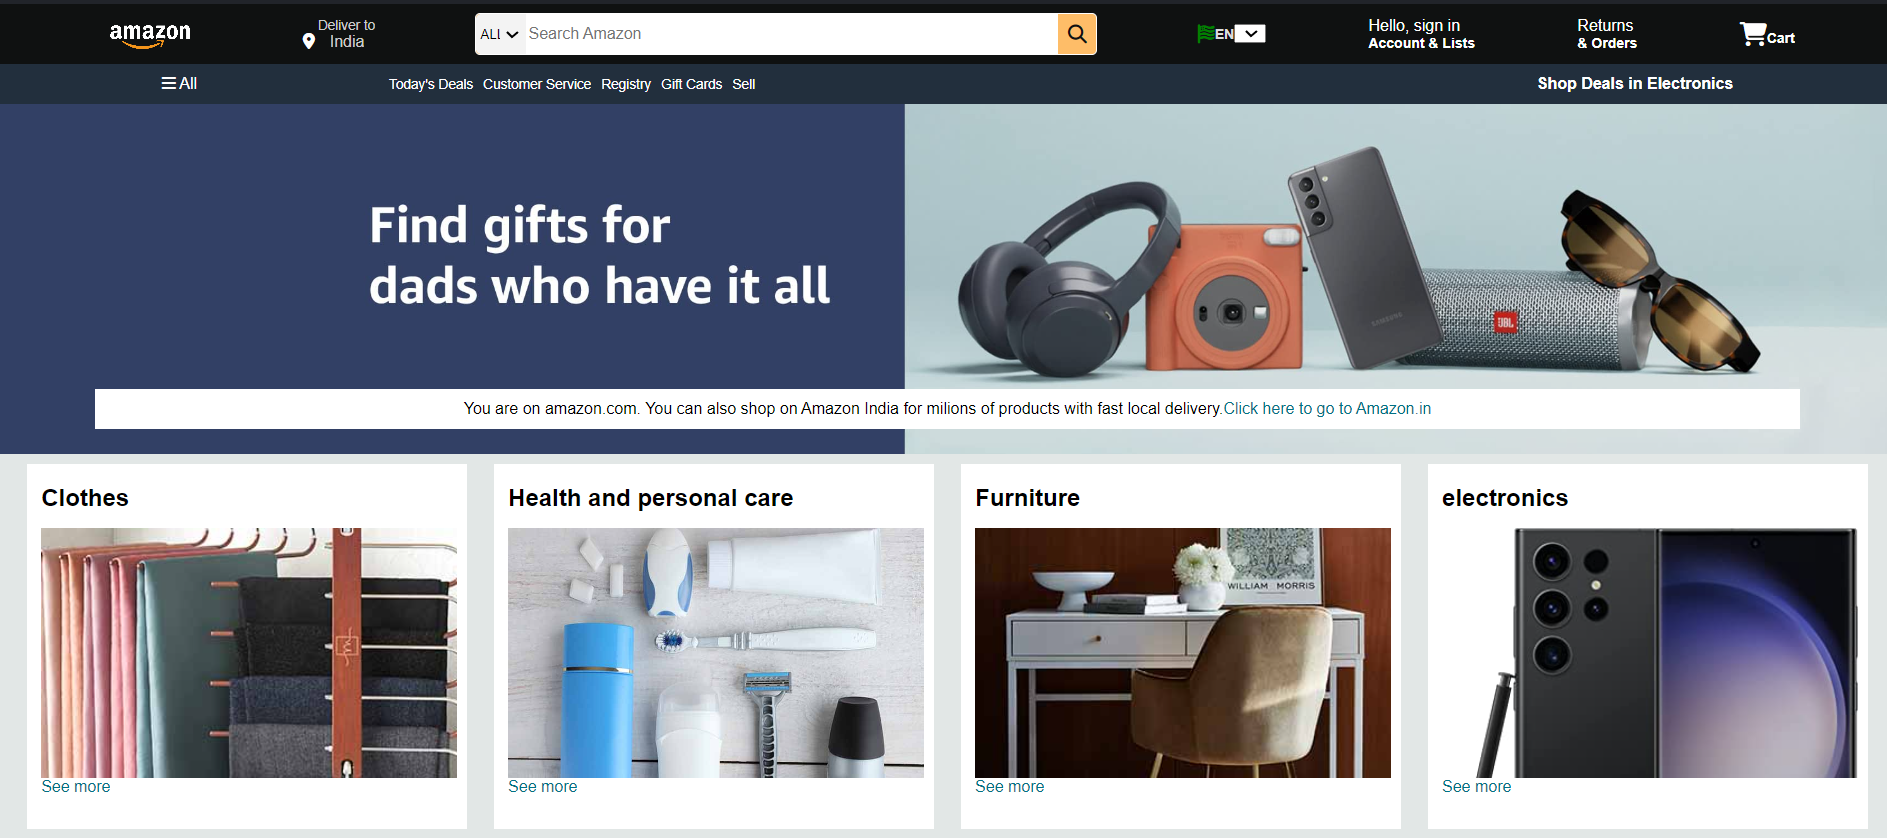 amazon
Deliver to
India
ALL
Search Amazon
EN
Hello, sign in
Account & Lists
Returns
& Orders
Cart
All
Today's Deals Customer Service Registry Gift Cards Sell
Shop Deals in Electronics
Find gifts for
dads who have it all
SAMSUNG
JBL
You are on amazon.com. You can also shop on Amazon India for milions of products with fast local delivery.Click here to go to Amazon.in
Clothes
Health and personal care
Furniture
electronics
WILLIAM MORRIS
See more
See more
See more
See more